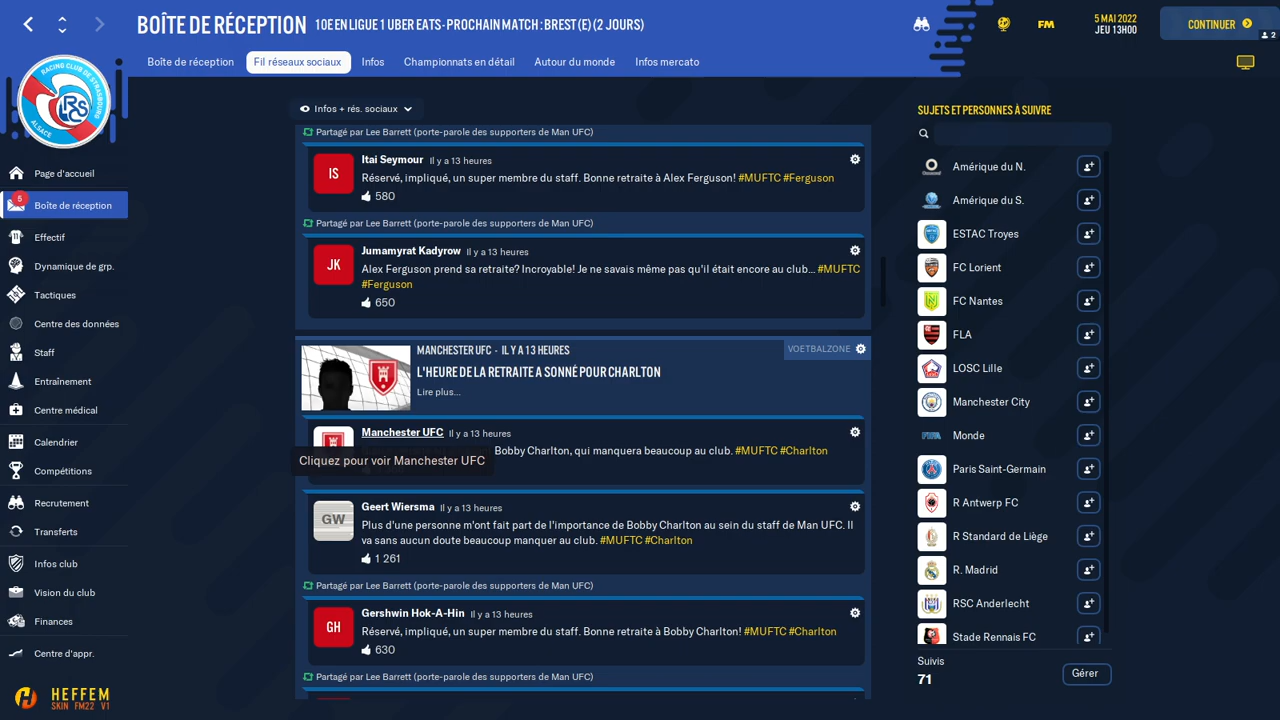 BOÎTE DE RÉCEPTION
10E EN LIGUE 1 UBER EATS - PROCHAIN MATCH : BREST (E) (2 JOURS)
FM
5 MAI 2022
JEU 13H00
CONTINUER
2
Boîte de réception
Fil réseaux sociaux
Infos
Championnats en détail
Autour du monde
Infos mercato
RACING CLUB DE STRASBOURG
RCS
ALSACE
Page d'accueil
5
Boîte de réception
Effectif
Dynamique de grp.
Tactiques
Centre des données
Staff
Entraînement
Centre médical
Calendrier
Compétitions
Recrutement
Transferts
Infos club
Vision du club
Finances
Centre d'appr.
HEFFEM
SKIN FM22 V1
Infos + rés. sociaux
Partagé par Lee Barrett (porte-parole des supporters de Man UFC)
IS
Itai Seymour Il y a 13 heures
Réservé, impliqué, un super membre du staff. Bonne retraite à Alex Ferguson! #MUFTC #Ferguson
580
Partagé par Lee Barrett (porte-parole des supporters de Man UFC)
JK
Jumamyrat Kadyrow Il y a 13 heures
Alex Ferguson prend sa retraite? Incroyable! Je ne savais même pas qu'il était encore au club... #MUFTC
#Ferguson
650
MANCHESTER UFC - IL Y A 13 HEURES
VOETBALZONE
L'HEURE DE LA RETRAITE A SONNÉ POUR CHARLTON
Lire plus...
Manchester UFC Il y a 13 heures
Bobby Charlton, qui manquera beaucoup au club. #MUFTC #Charlton
Cliquez pour voir Manchester UFC
GW
Geert Wiersma Il y a 13 heures
Plus d'une personne m'ont fait part de l'importance de Bobby Charlton au sein du staff de Man UFC. Il
va sans aucun doute beaucoup manquer au club. #MUFTC #Charlton
1 261
Partagé par Lee Barrett (porte-parole des supporters de Man UFC)
GH
Gershwin Hok-A-Hin Il y a 13 heures
Réservé, impliqué, un super membre du staff. Bonne retraite à Bobby Charlton! #MUFTC #Charlton
630
Partagé par Lee Barrett (porte-parole des supporters de Man UFC)
SUJETS ET PERSONNES À SUIVRE
Amérique du N.
Amérique du S.
ESTAC Troyes
FC Lorient
FC Nantes
FLA
LOSC Lille
Manchester City
FIFA
Monde
Paris Saint-Germain
R Antwerp FC
R Standard de Liège
R. Madrid
RSC Anderlecht
Stade Rennais FC
Suivis
71
Gérer